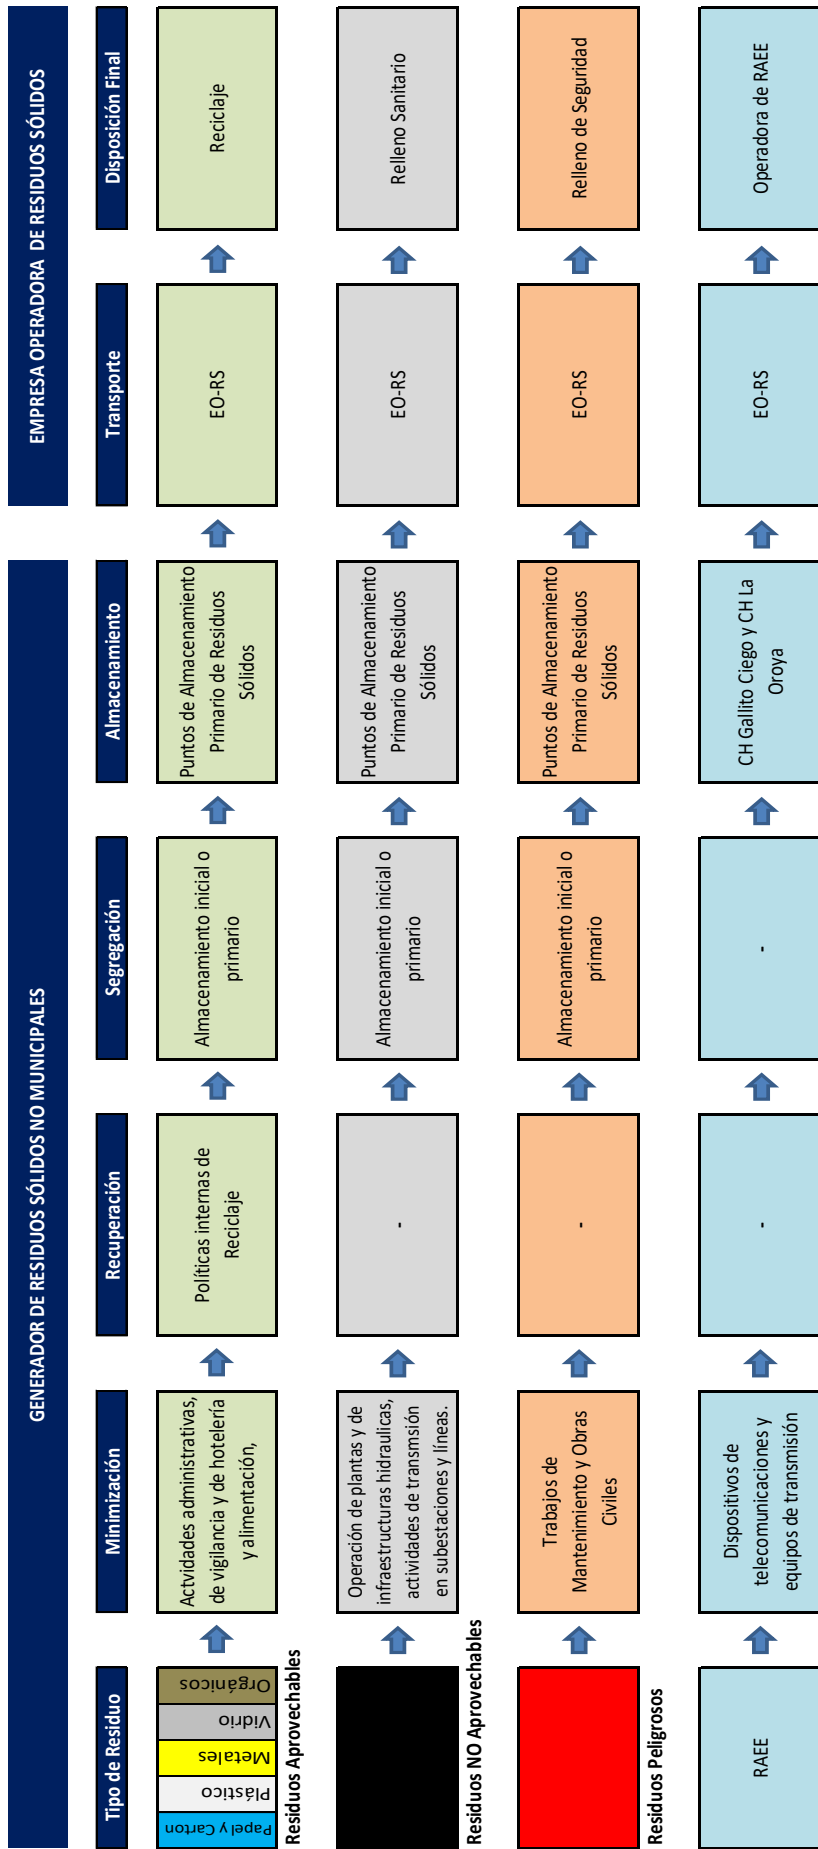 GENERADOR DE RESIDUOS SÓLIDOS NO MUNICIPALES
EMPRESA OPERADORA DE RESIDUOS SÓLIDOS
Tipo de Residuo
Minimización
Recuperación
Segregación
Almacenamiento
Transporte
Disposición Final
Papel y Carton
Plástico
Metales
Vidrio
Orgánicos
Residuos Aprovechables
Actvidades administrativas,
de vigilancia y de hotelería
y alimentación,
Políticas internas de
Reciclaje
Almacenamiento inicial o
primario
Puntos de Almacenamiento
Primario de Residuos
Sólidos
EO-RS
Reciclaje
Residuos NO Aprovechables
Operación de plantas y de
infraestructuras hidraulicas,
actividades de transmsión
en subestaciones y líneas.
-
Almacenamiento inicial o
primario
Puntos de Almacenamiento
Primario de Residuos
Sólidos
EO-RS
Relleno Sanitario
Residuos Peligrosos
Trabajos de
Mantenimiento y Obras
Civiles
-
Almacenamiento inicial o
primario
Puntos de Almacenamiento
Primario de Residuos
Sólidos
EO-RS
Relleno de Seguridad
RAEE
Dispositivos de
telecomunicaciones y
equipos de transmisión
-
-
CH Gallito Ciego y CH La
Oroya
EO-RS
Operadora de RAEE